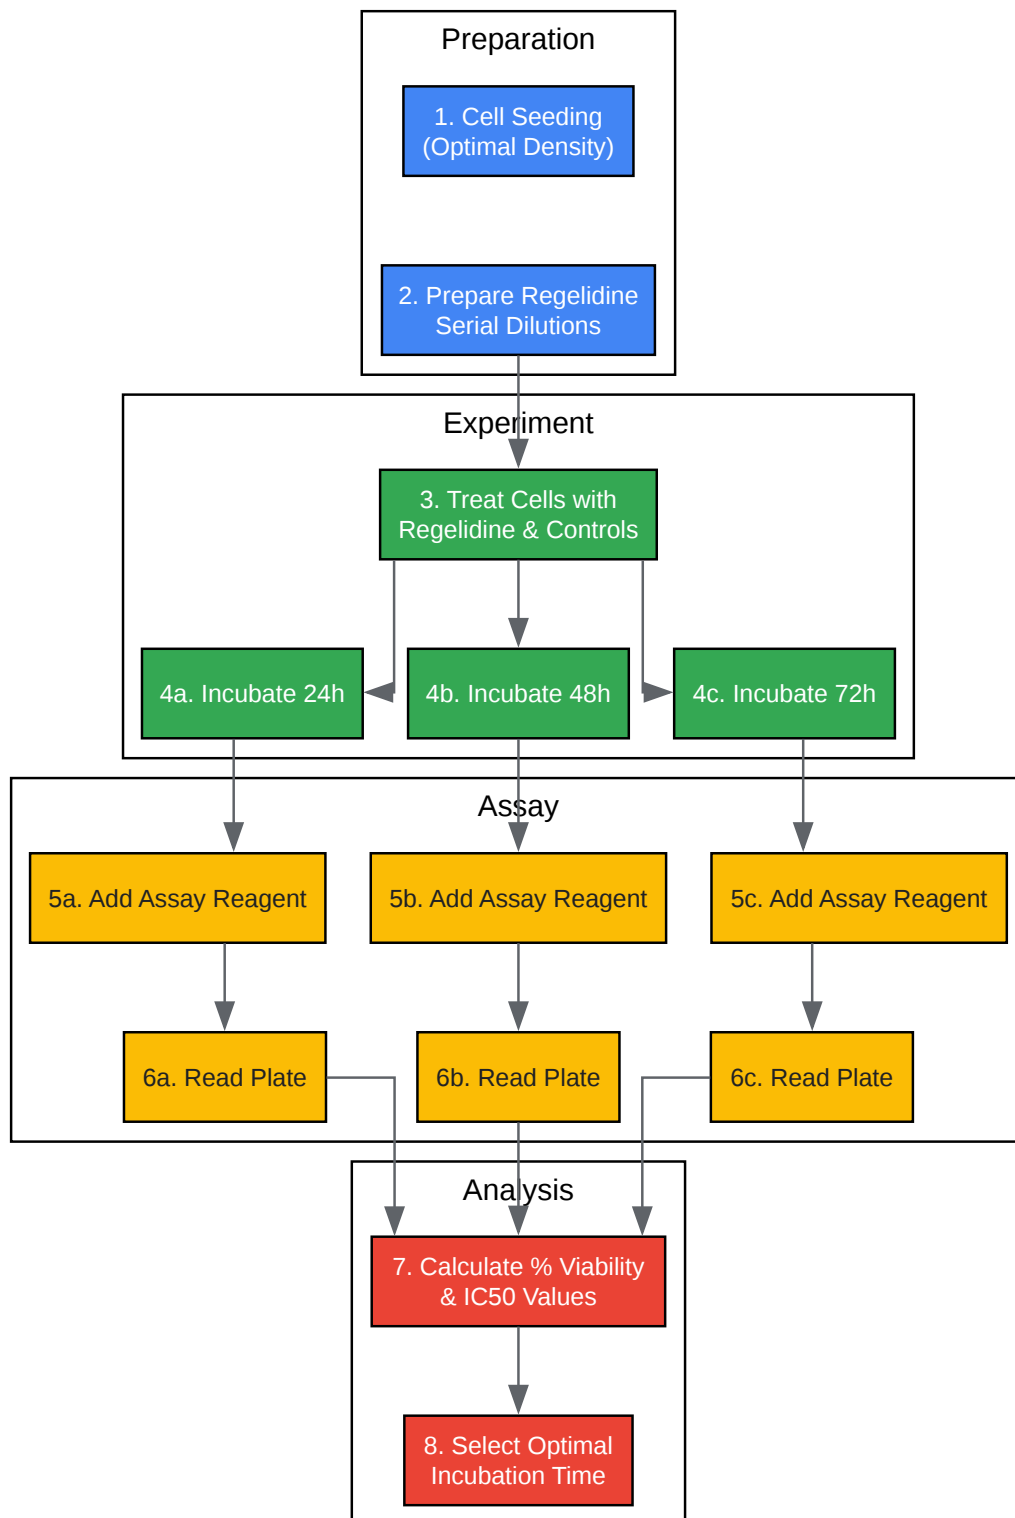 Preparation
1. Cell Seeding
(Optimal Density)
2. Prepare Regelidine
Serial Dilutions
Experiment
3. Treat Cells with
Regelidine & Controls
4a. Incubate 24h
4b. Incubate 48h
4c. Incubate 72h
Assay
5a. Add Assay Reagent
5b. Add Assay Reagent
5c. Add Assay Reagent
6a. Read Plate
6b. Read Plate
6c. Read Plate
Analysis
7. Calculate % Viability
& IC50 Values
8. Select Optimal
Incubation Time